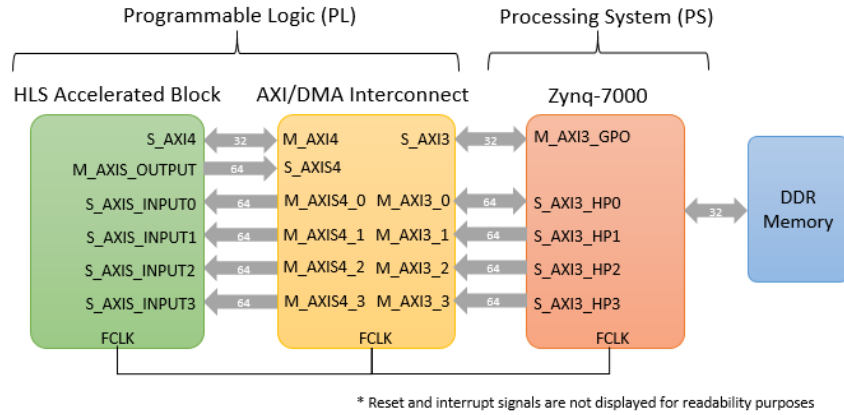 Programmable Logic (PL)
Processing System (PS)
HLS Accelerated Block
AXI/DMA Interconnect
Zynq-7000
S_AXI4
32
M_AXI4
S_AXI3
32
M_AXI3_GPO
M_AXIS_OUTPUT
64
S_AXIS4
S_AXIS_INPUT0
64
M_AXIS4_0
M_AXI3_0
64
S_AXI3_HP0
S_AXIS_INPUT1
64
M_AXIS4_1
M_AXI3_1
64
S_AXI3_HP1
S_AXIS_INPUT2
64
M_AXIS4_2
M_AXI3_2
64
S_AXI3_HP2
S_AXIS_INPUT3
64
M_AXIS4_3
M_AXI3_3
64
S_AXI3_HP3
32
DDR
Memory
FCLK
FCLK
FCLK
* Reset and interrupt signals are not displayed for readability purposes